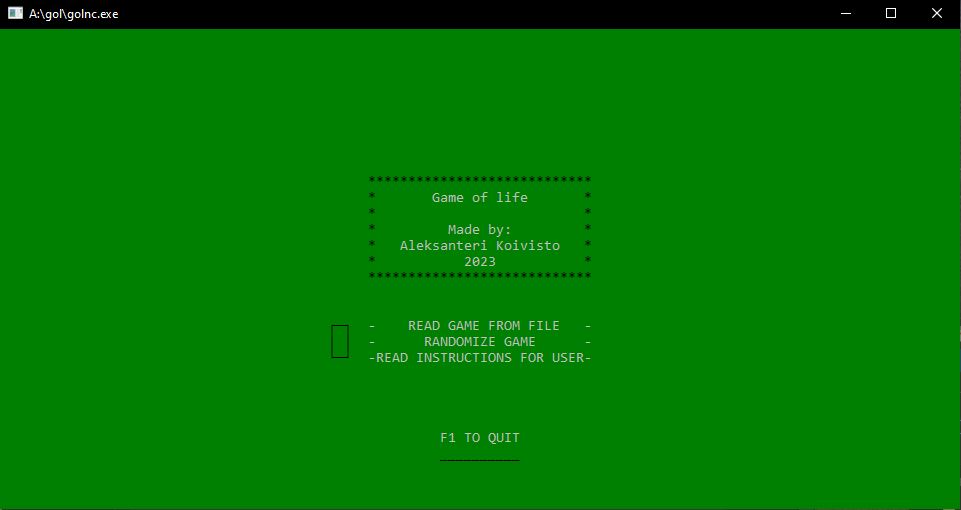 A:\gol\golnc.exe
****************************
* Game of life *
* *
* Made by: *
* Aleksanteri Koivisto *
* 2023 *
****************************
- READ GAME FROM FILE -
- RANDOMIZE GAME -
-READ INSTRUCTIONS FOR USER-
F1 TO QUIT